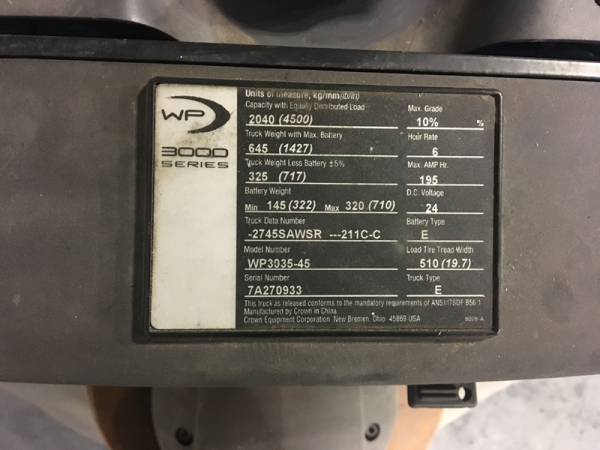 WP
3000
SERIES
Units of measure, kg/mm(lb/in)
Capacity with Equally Distributed Load
2040 (4500)
Max. Grade
10% %
Truck Weight with Max. Battery
645 (1427)
Hour Rate
6
Truck Weight Less Battery ±5%
325 (717)
Max. AMP Hr.
195
Battery Weight
Min 145 (322) Max 320 (710)
D.C. Voltage
24
Truck Data Number
-2745SAWSR ---211C-C
Battery Type
E
Model Number
WP3035-45
Load Tire Tread Width
510 (19.7)
Serial Number
7A270933
Truck Type
E
This truck as released conforms to the mandatory requirements of ANSI/ITSDF B56.1
Manufactured by Crown in China
Crown Equipment Corporation New Bremen, Ohio 45869 USA